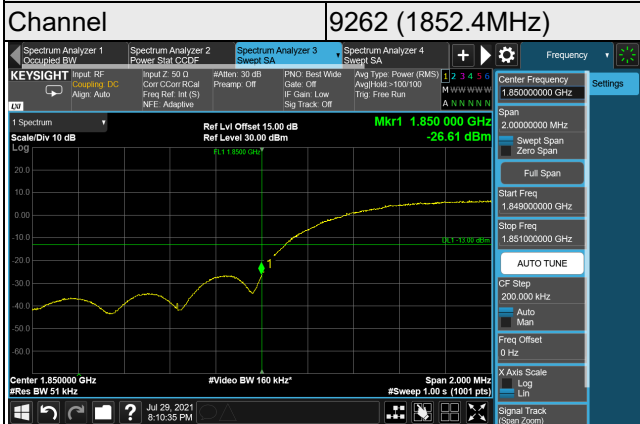 Channel 9262 (1852.4MHz)
Spectrum Analyzer 1
Occupied BW
Spectrum Analyzer 2
Power Stat CCDF
Spectrum Analyzer 3
Swept SA
Spectrum Analyzer 4
Swept SA
+
Frequency
KEYSIGHT
LXI
Input: RF
Coupling: DC
Align: Auto
Input Z: 50 Ω
Corr CCorr RCal
Freq Ref: Int (S)
NFE: Adaptive
#Atten: 30 dB
Preamp: Off
PNO: Best Wide
Gate: Off
IF Gain: Low
Sig Track: Off
Avg Type: Power (RMS)
Avg|Hold:>100/100
Trig: Free Run
1 2 3 4 5 6
M W W W W W
A N N N N N
1 Spectrum
Scale/Div 10 dB
Log
Ref Lvl Offset 15.00 dB
Ref Level 30.00 dBm
Mkr1 1.850 000 GHz
-26.61 dBm
FL1 1.8500 GHz
20.0
10.0
0.00
DL1 -13.00 dBm
-10.0
-20.0
1
-30.0
-40.0
-50.0
-60.0
Center 1.850000 GHz
#Res BW 51 kHz
#Video BW 160 kHz*
Span 2.000 MHz
#Sweep 1.00 s (1001 pts)
?
Jul 29, 2021
8:10:35 PM
Center Frequency
1.850000000 GHz
Settings
Span
2.00000000 MHz
Swept Span
Zero Span
Full Span
Start Freq
1.849000000 GHz
Stop Freq
1.851000000 GHz
AUTO TUNE
CF Step
200.000 kHz
Auto
Man
Freq Offset
0 Hz
X Axis Scale
Log
Lin
Signal Track
(Span Zoom)